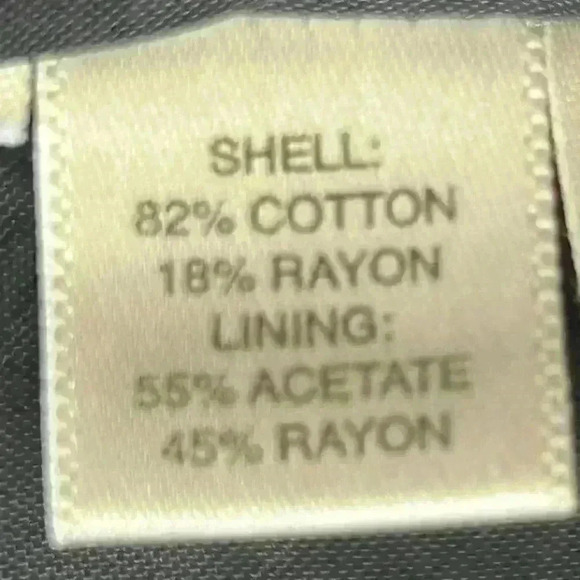 SHELL:
82% COTTON
18% RAYON
LINING:
55% ACETATE
45% RAYON